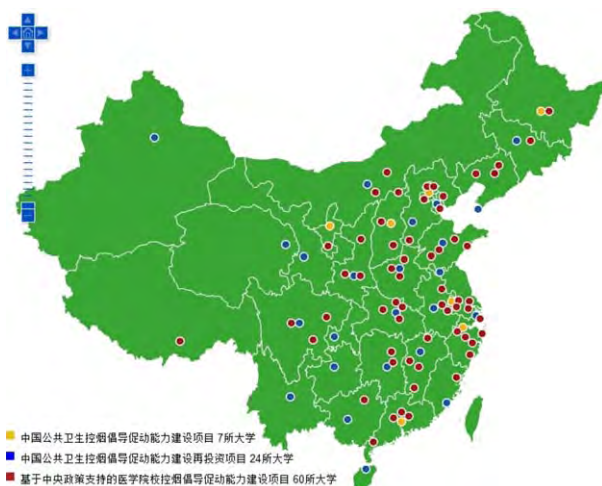 中国公共卫生控烟倡导促动能力建设项目 7所大学
中国公共卫生控烟倡导促动能力建设再投资项目 24所大学
基于中央政策支持的医学院校控烟倡导促动能力建设项目 60所大学